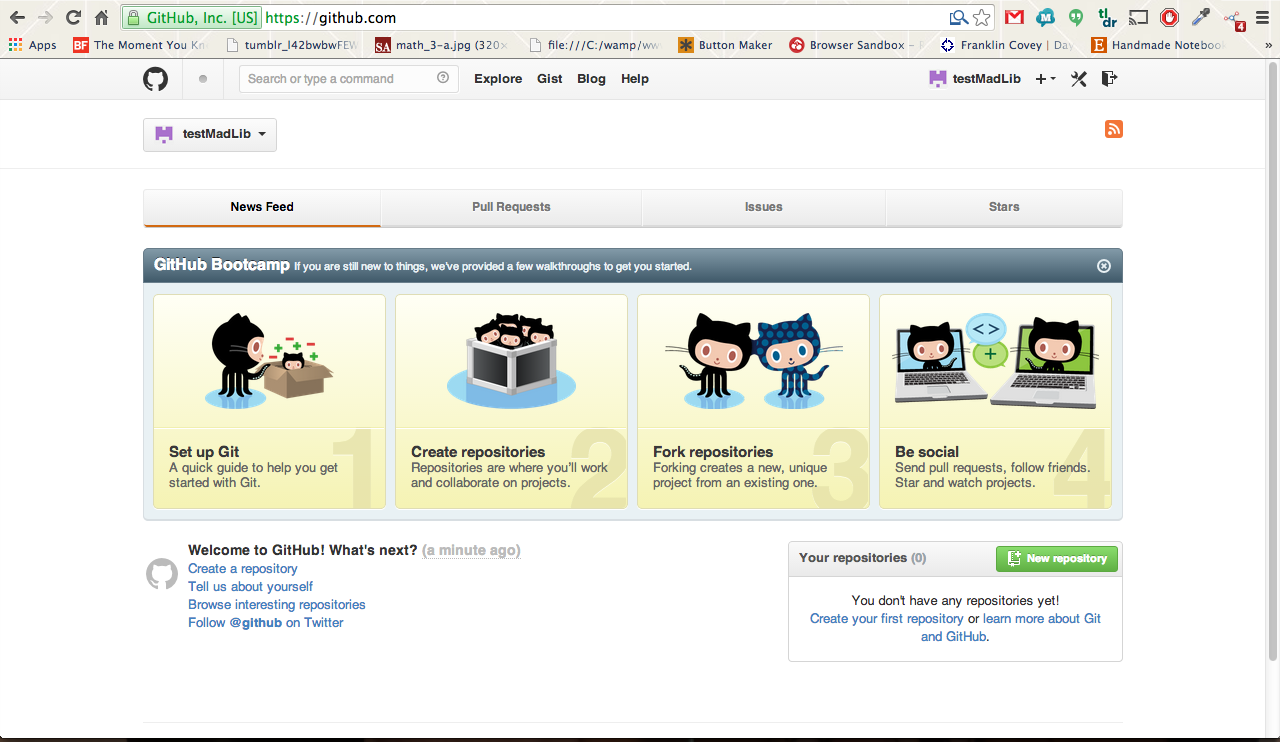 GitHub, Inc. [US] https://github.com
Apps BF The Moment You Kn tumblr_l42bwbwFEW SA math_3-a.jpg (320× file:///C:/wamp/ww Button Maker Browser Sandbox – Franklin Covey | Day E Handmade Notebook »
tl;dr
4
Search or type a command Explore Gist Blog Help testMadLib
testMadLib
News Feed Pull Requests Issues Stars
GitHub Bootcamp If you are still new to things, we've provided a few walkthroughs to get you started.
Set up Git
A quick guide to help you get
started with Git.
1
Create repositories
Repositories are where you'll work
and collaborate on projects.
2
Fork repositories
Forking creates a new, unique
project from an existing one.
3
Be social
Send pull requests, follow friends.
Star and watch projects.
4
Welcome to GitHub! What's next? (a minute ago)
Create a repository
Tell us about yourself
Browse interesting repositories
Follow @github on Twitter
Your repositories (0) New repository
You don't have any repositories yet!
Create your first repository or learn more about Git
and GitHub.